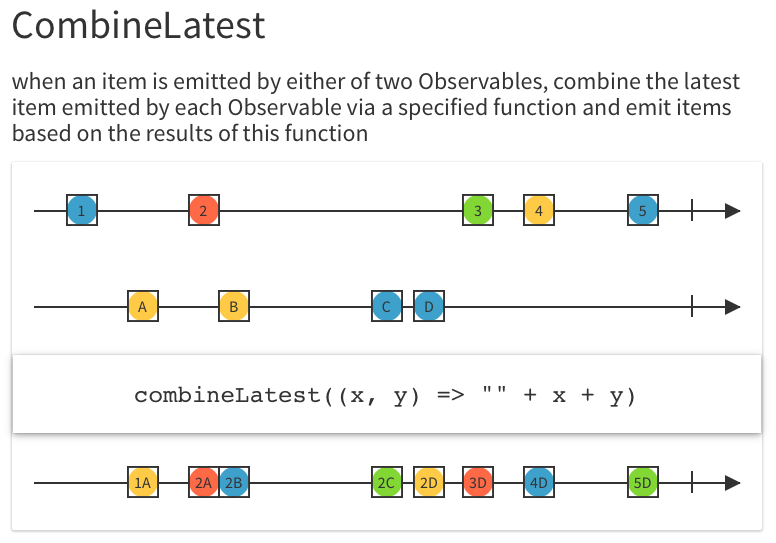 CombineLatest
when an item is emitted by either of two Observables, combine the latest
item emitted by each Observable via a specified function and emit items
based on the results of this function
1 2 3 4 5
A B C D
combineLatest((x, y) => "" + x + y)
1A 2A 2B 2C 2D 3D 4D 5D